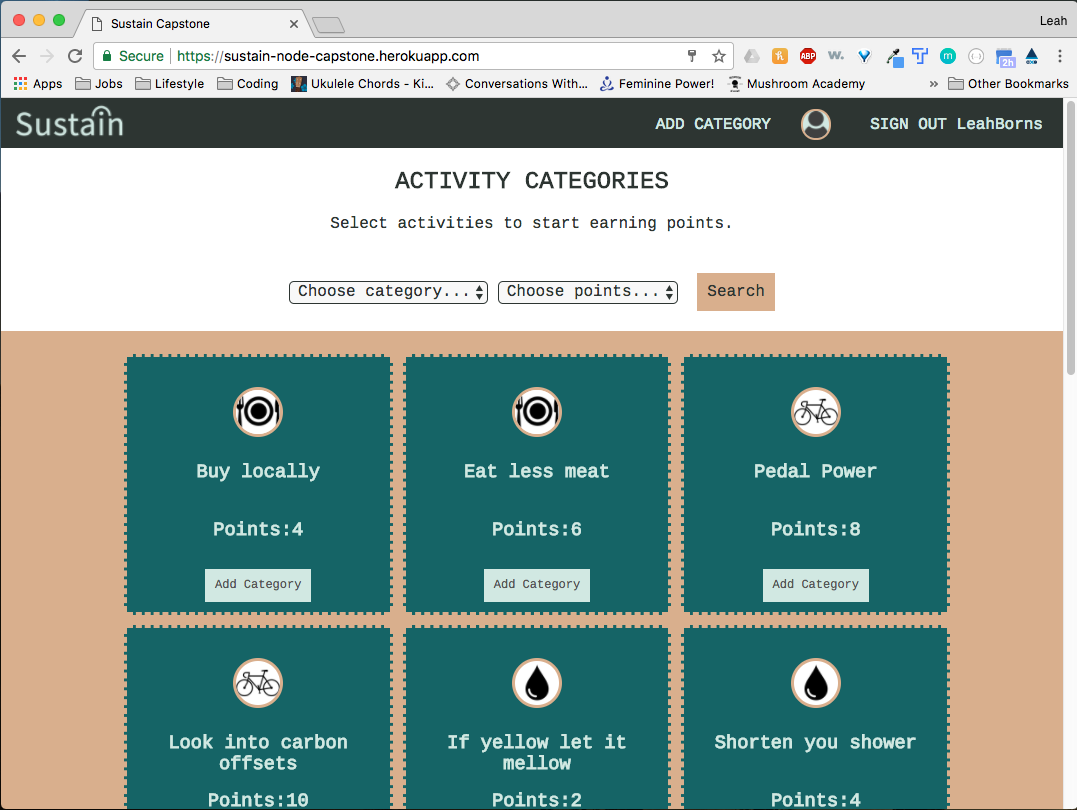 Sustain Capstone
Leah
Secure https://sustain-node-capstone.herokuapp.com
ABP
W.
2h
Apps Jobs Lifestyle Coding Ukulele Chords - Ki... Conversations With... Feminine Power! Mushroom Academy » Other Bookmarks
Sustain ADD CATEGORY SIGN OUT LeahBorns
ACTIVITY CATEGORIES
Select activities to start earning points.
Choose category... Choose points... Search
Buy locally
Points:4
Add Category
Eat less meat
Points:6
Add Category
Pedal Power
Points:8
Add Category
Look into carbon
offsets
Points:10
If yellow let it
mellow
Points:2
Shorten you shower
Points:4